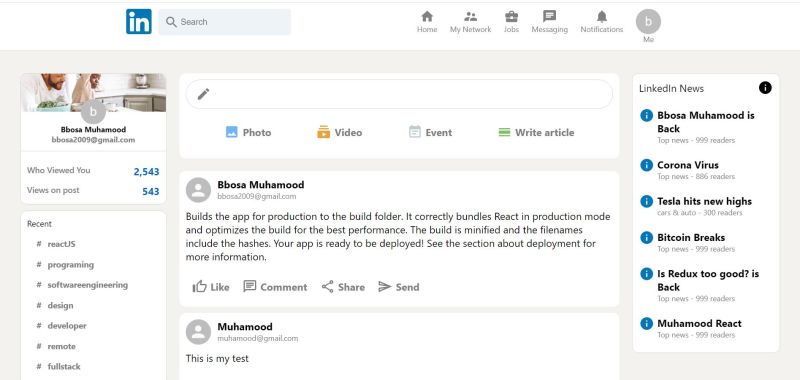 in
Search
Home
My Network
Jobs
Messaging
Notifications
b
Me
b
Bbosa Muhamood
bbosa2009@gmail.com
Who Viewed You 2,543
Views on post 543
Recent
# reactJS
# programing
# softwareengineering
# design
# developer
# remote
# fullstack
Photo
Video
Event
Write article
Bbosa Muhamood
bbosa2009@gmail.com
Builds the app for production to the build folder. It correctly bundles React in production mode
and optimizes the build for the best performance. The build is minified and the filenames
include the hashes. Your app is ready to be deployed! See the section about deployment for
more information.
Like
Comment
Share
Send
Muhamood
muhamood@gmail.com
This is my test
LinkedIn News
Bbosa Muhamood is
Back
Top news - 999 readers
Corona Virus
Top news - 886 readers
Tesla hits new highs
cars & auto - 300 readers
Bitcoin Breaks
Top news - 999 readers
Is Redux too good? is
Back
Top news - 999 readers
Muhamood React
Top news - 999 readers